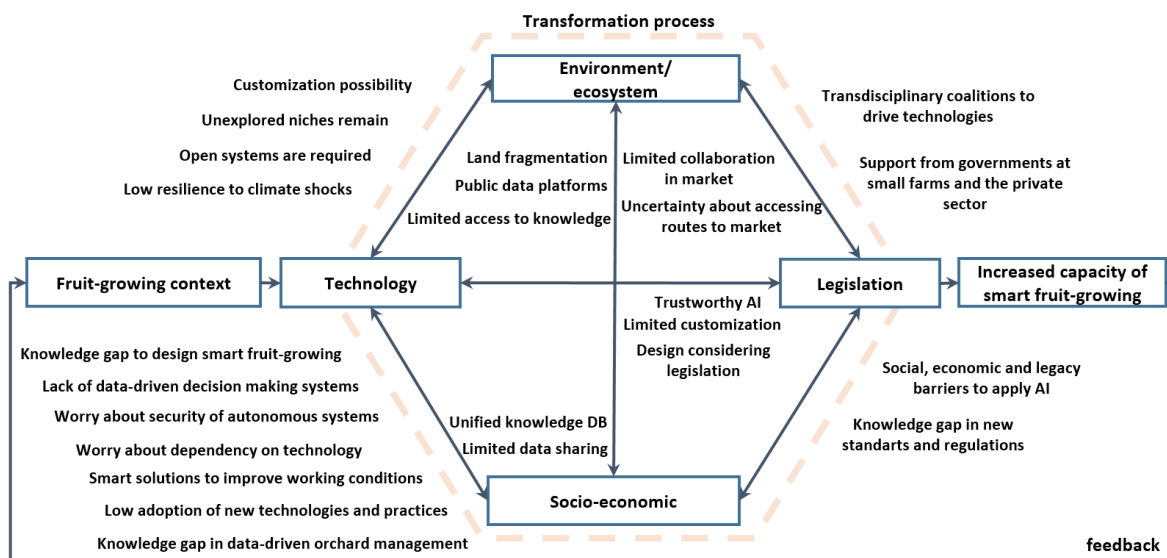 Transformation process
Environment/
ecosystem
Customization possibility
Unexplored niches remain
Open systems are required
Low resilience to climate shocks
Land fragmentation
Public data platforms
Limited access to knowledge
Limited collaboration
in market
Uncertainty about accessing
routes to market
Transdisciplinary coalitions to
drive technologies
Support from governments at
small farms and the private
sector
Fruit-growing context
Technology
Legislation
Increased capacity of
smart fruit-growing
Trustworthy AI
Limited customization
Design considering
legislation
Knowledge gap to design smart fruit-growing
Lack of data-driven decision making systems
Worry about security of autonomous systems
Worry about dependency on technology
Smart solutions to improve working conditions
Low adoption of new technologies and practices
Knowledge gap in data-driven orchard management
Unified knowledge DB
Limited data sharing
Socio-economic
Social, economic and legacy
barriers to apply AI
Knowledge gap in new
standarts and regulations
feedback